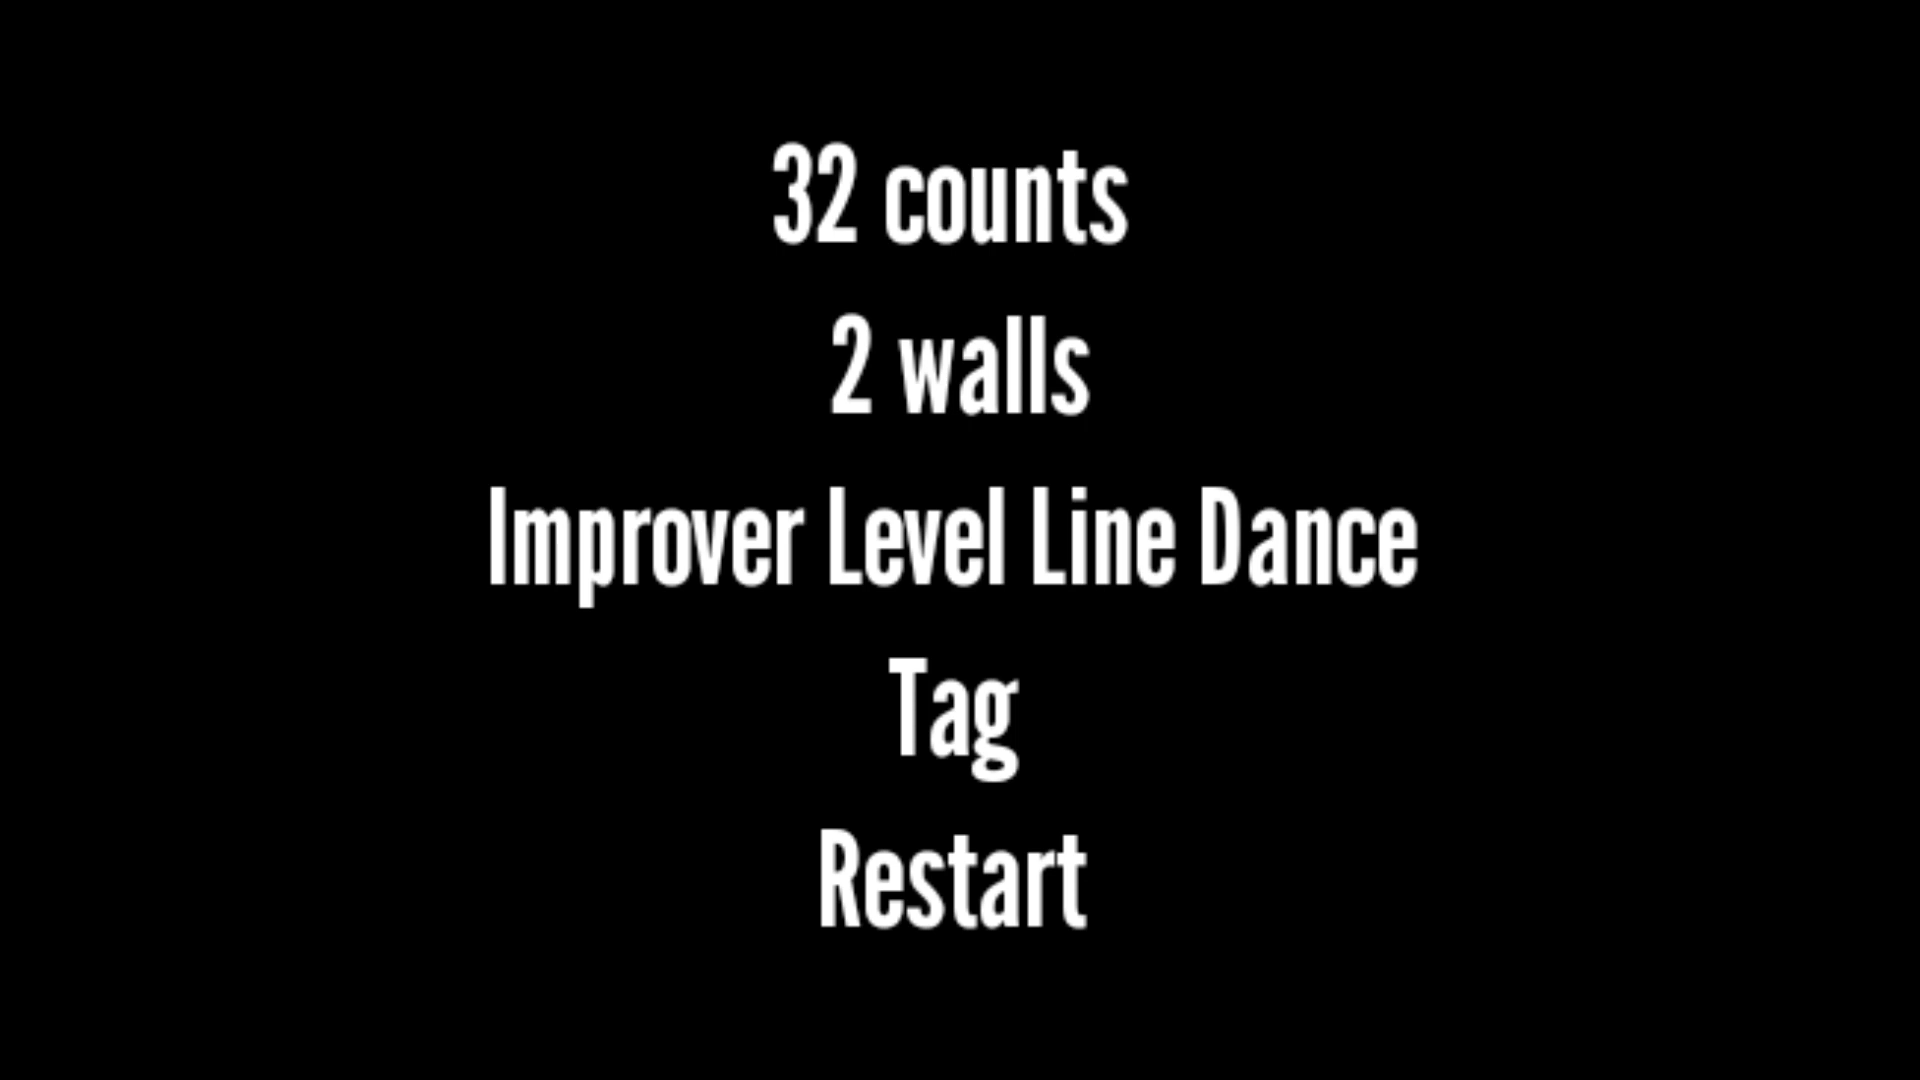 32 counts
2 walls
Improver Level Line Dance
Tag
Restart